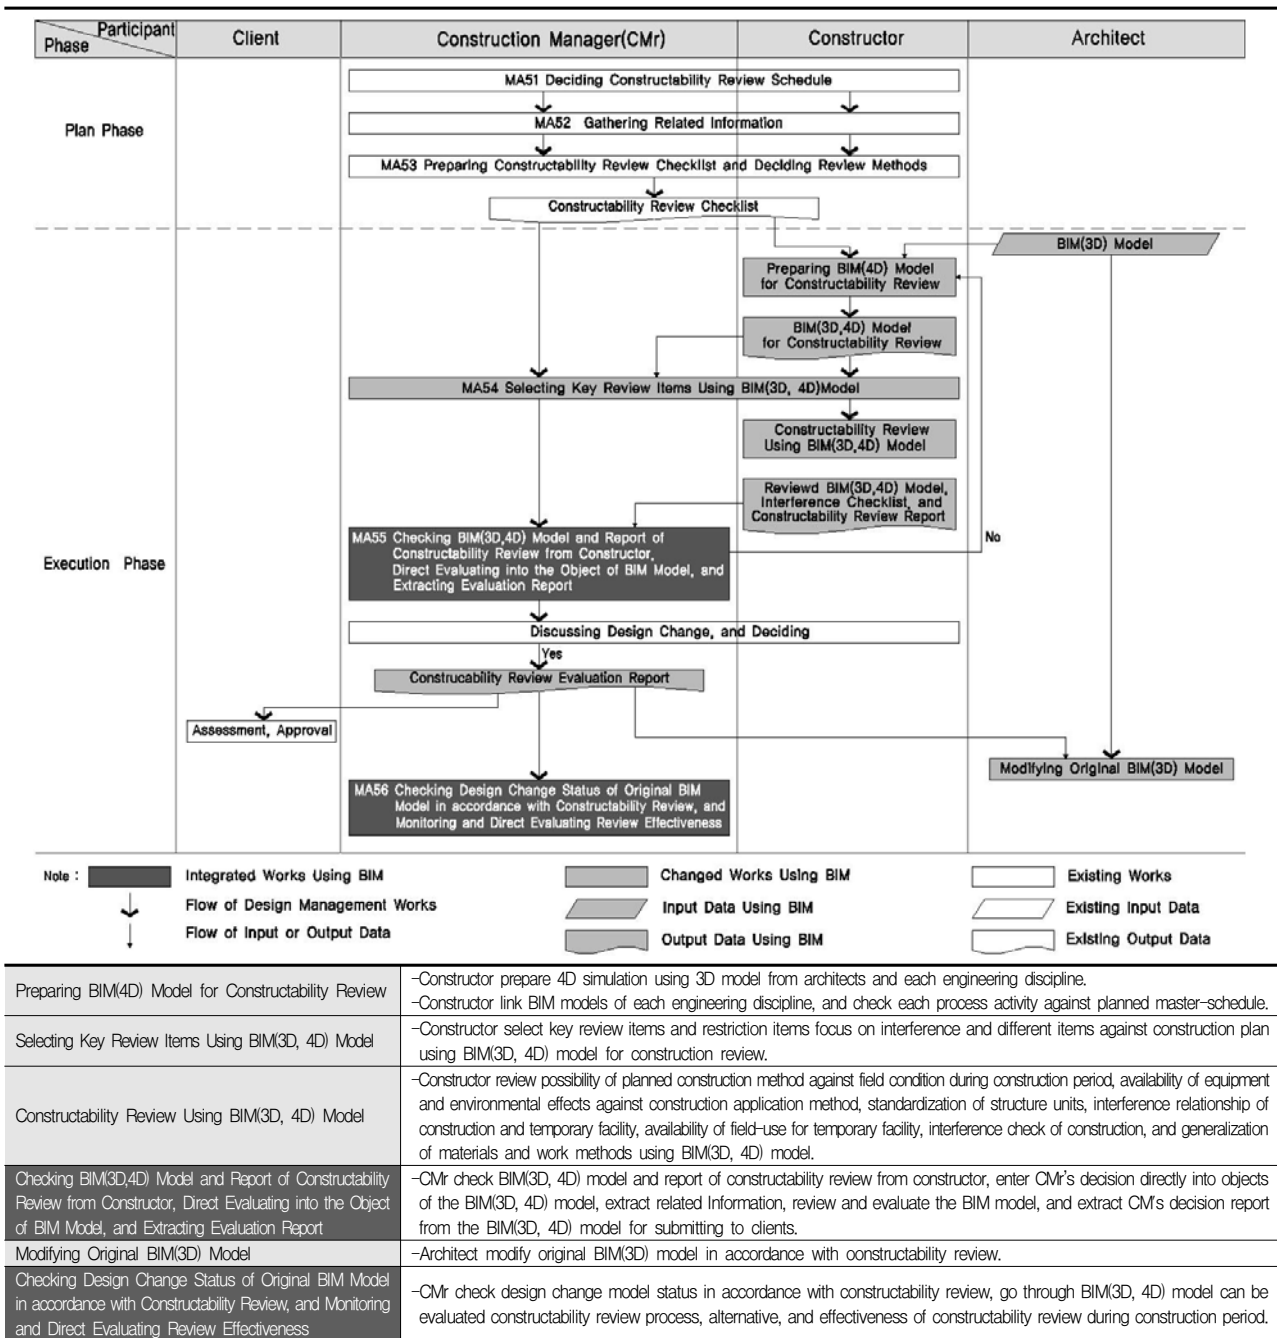 Participant
Phase
Client
Construction Manager(CMr)
Constructor
Architect
Plan Phase
MA51 Deciding Constructability Review Schedule
MA52 Gathering Related Information
MA53 Preparing Constructability Review Checklist and Deciding Review Methods
Constructability Review Checklist
Execution Phase
BIM(3D) Model
Preparing BIM(4D) Model
for Constructability Review
BIM(3D,4D) Model
for Constructability Review
MA54 Selecting Key Review Items Using BIM(3D, 4D)Model
Constructability Review
Using BIM(3D,4D) Model
Reviewd BIM(3D,4D) Model,
Interference Checklist, and
Constructability Review Report
MA55 Checking BIM(3D,4D) Model and Report of
Constructability Review from Constructor,
Direct Evaluating into the Object of BIM Model, and
Extracting Evaluation Report
No
Discussing Design Change, and Deciding
Yes
Construcability Review Evaluation Report
Assessment, Approval
Modifying Original BIM(3D) Model
MA56 Checking Design Change Status of Original BIM
Model in accordance with Constructability Review, and
Monitoring and Direct Evaluating Review Effectiveness
Note :
Integrated Works Using BIM
Changed Works Using BIM
Existing Works
Flow of Design Management Works
Input Data Using BIM
Existing Input Data
Flow of Input or Output Data
Output Data Using BIM
Existing Output Data
Preparing BIM(4D) Model for Constructability Review
-Constructor prepare 4D simulation using 3D model from architects and each engineering discipline.
-Constructor link BIM models of each engineering discipline, and check each process activity against planned master-schedule.
Selecting Key Review Items Using BIM(3D, 4D) Model
-Constructor select key review items and restriction items focus on interference and different items against construction plan
using BIM(3D, 4D) model for construction review.
Constructability Review Using BIM(3D, 4D) Model
-Constructor review possibility of planned construction method against field condition during construction period, availability of equipment
and environmental effects against construction application method, standardization of structure units, interference relationship of
construction and temporary facility, availability of field-use for temporary facility, interference check of construction, and generalization
of materials and work methods using BIM(3D, 4D) model.
Checking BIM(3D,4D) Model and Report of Constructability
Review from Constructor, Direct Evaluating into the Object
of BIM Model, and Extracting Evaluation Report
-CMr check BIM(3D, 4D) model and report of constructability review from constructor, enter CMr's decision directly into objects
of the BIM(3D, 4D) model, extract related Information, review and evaluate the BIM model, and extract CM's decision report
from the BIM(3D, 4D) model for submitting to clients.
Modifying Original BIM(3D) Model
-Architect modify original BIM(3D) model in accordance with oonstructability review.
Checking Design Change Status of Original BIM Model
in accordance with Constructability Review, and Monitoring
and Direct Evaluating Review Effectiveness
-CMr check design change model status in accordance with constructability review, go through BIM(3D, 4D) model can be
evaluated constructability review process, alternative, and effectiveness of constructability review during construction period.